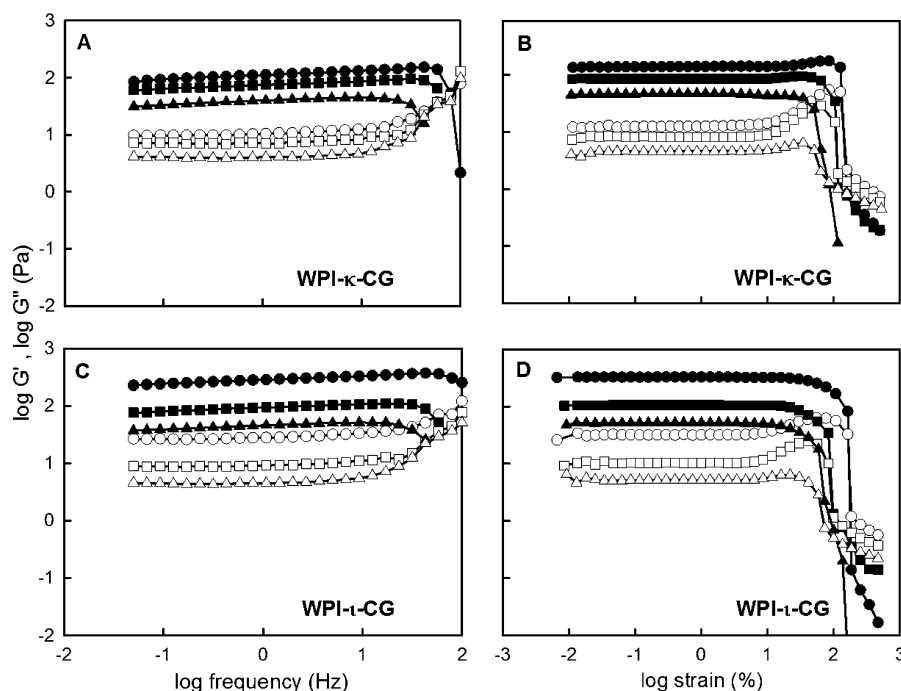 A
B
3
2
1
0
-1
-2
WPI-κ-CG
WPI-κ-CG
log G' , log G'' (Pa)
C
D
3
2
1
0
-1
-2
WPI-ι-CG
WPI-ι-CG
-2 -1 0 1 2
-3 -2 -1 0 1 2 3
log frequency (Hz)
log strain (%)